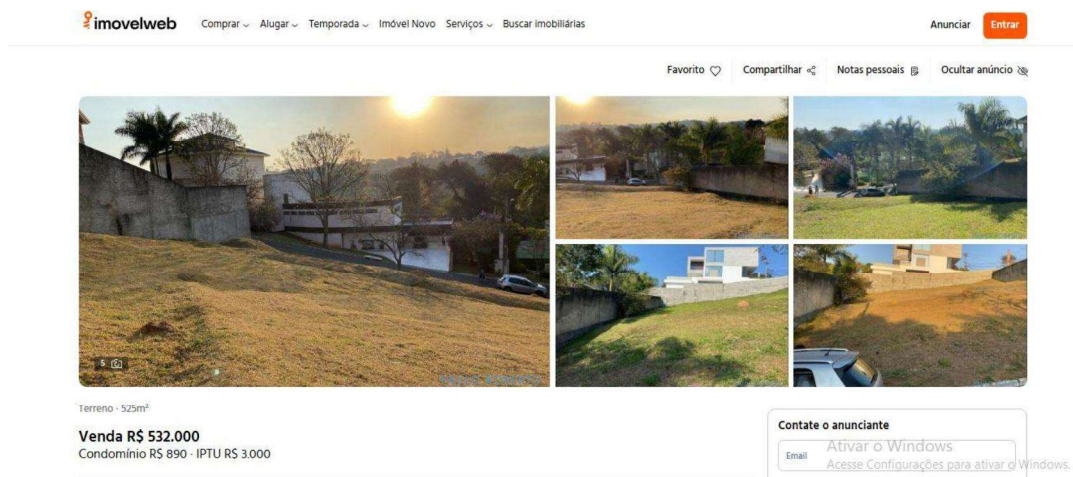 imovelweb
Comprar Alugar Temporada Imóvel Novo Serviços Buscar imobiliárias
Anunciar Entrar
Favorito Compartilhar Notas pessoais Ocultar anúncio
5
Terreno · 525m²
Venda R$ 532.000
Condomínio R$ 890 · IPTU R$ 3.000
Contate o anunciante
Email
Ativar o Windows
Acesse Configurações para ativar o Windows.